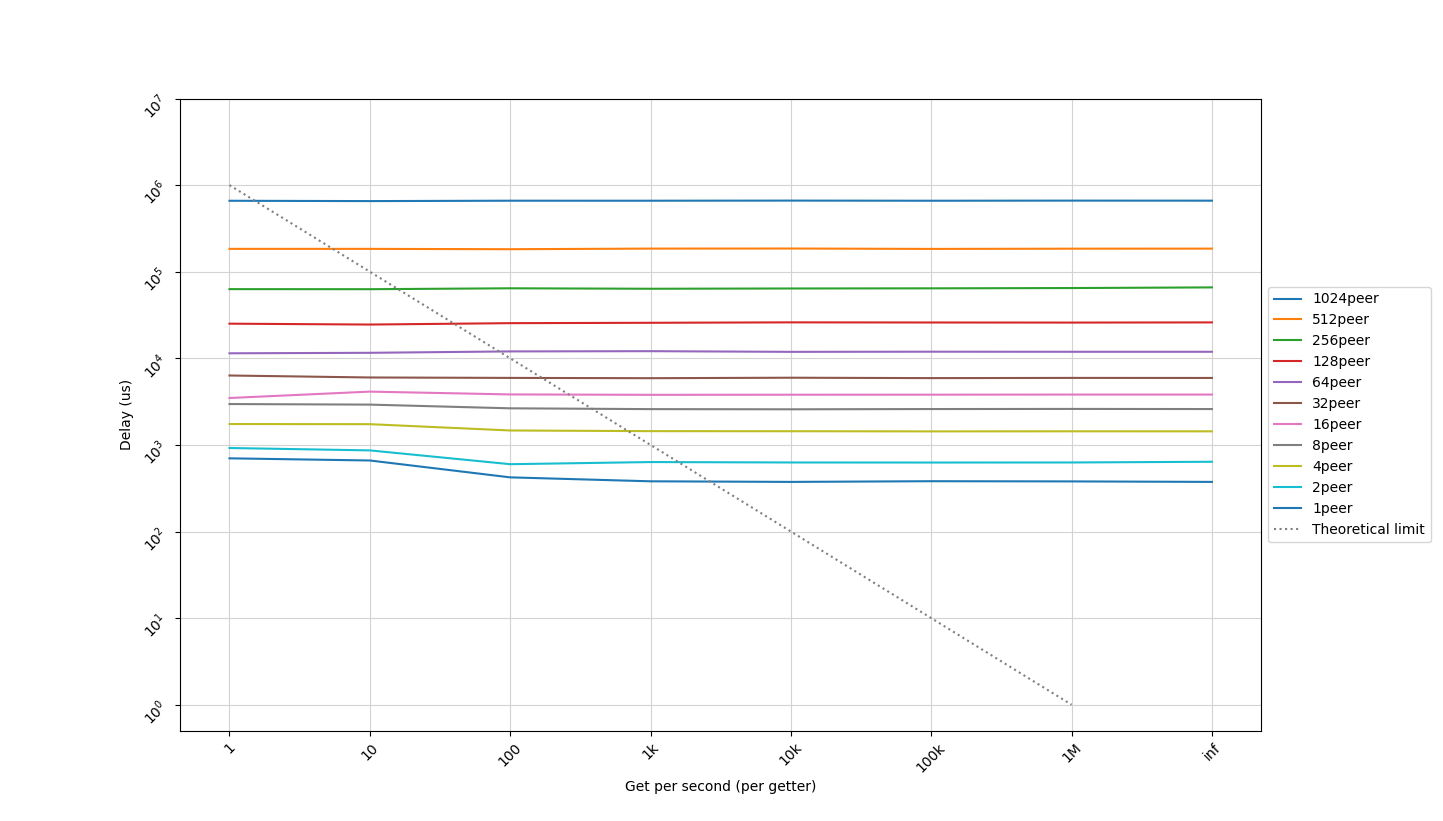 10^7
10^6
10^5
10^4
10^3
10^2
10^1
10^0
Delay (us)
1
10
100
1k
10k
100k
1M
inf
Get per second (per getter)
1024peer
512peer
256peer
128peer
64peer
32peer
16peer
8peer
4peer
2peer
1peer
Theoretical limit